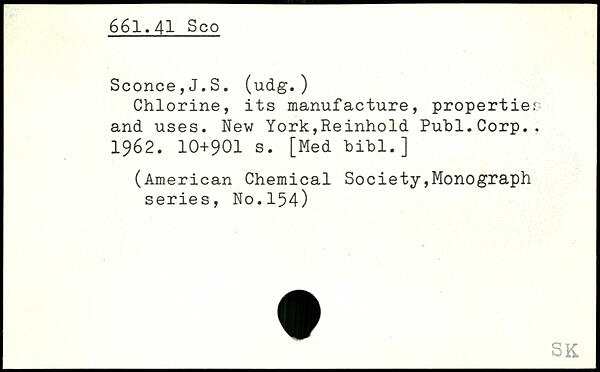 661.41 Sco
Sconce,J.S. (udg.)
Chlorine, its manufacture, properties
and uses. New York,Reinhold Publ.Corp..
1962. 10+901 s. [Med bibl.]
(American Chemical Society,Monograph
series, No.154)
SK